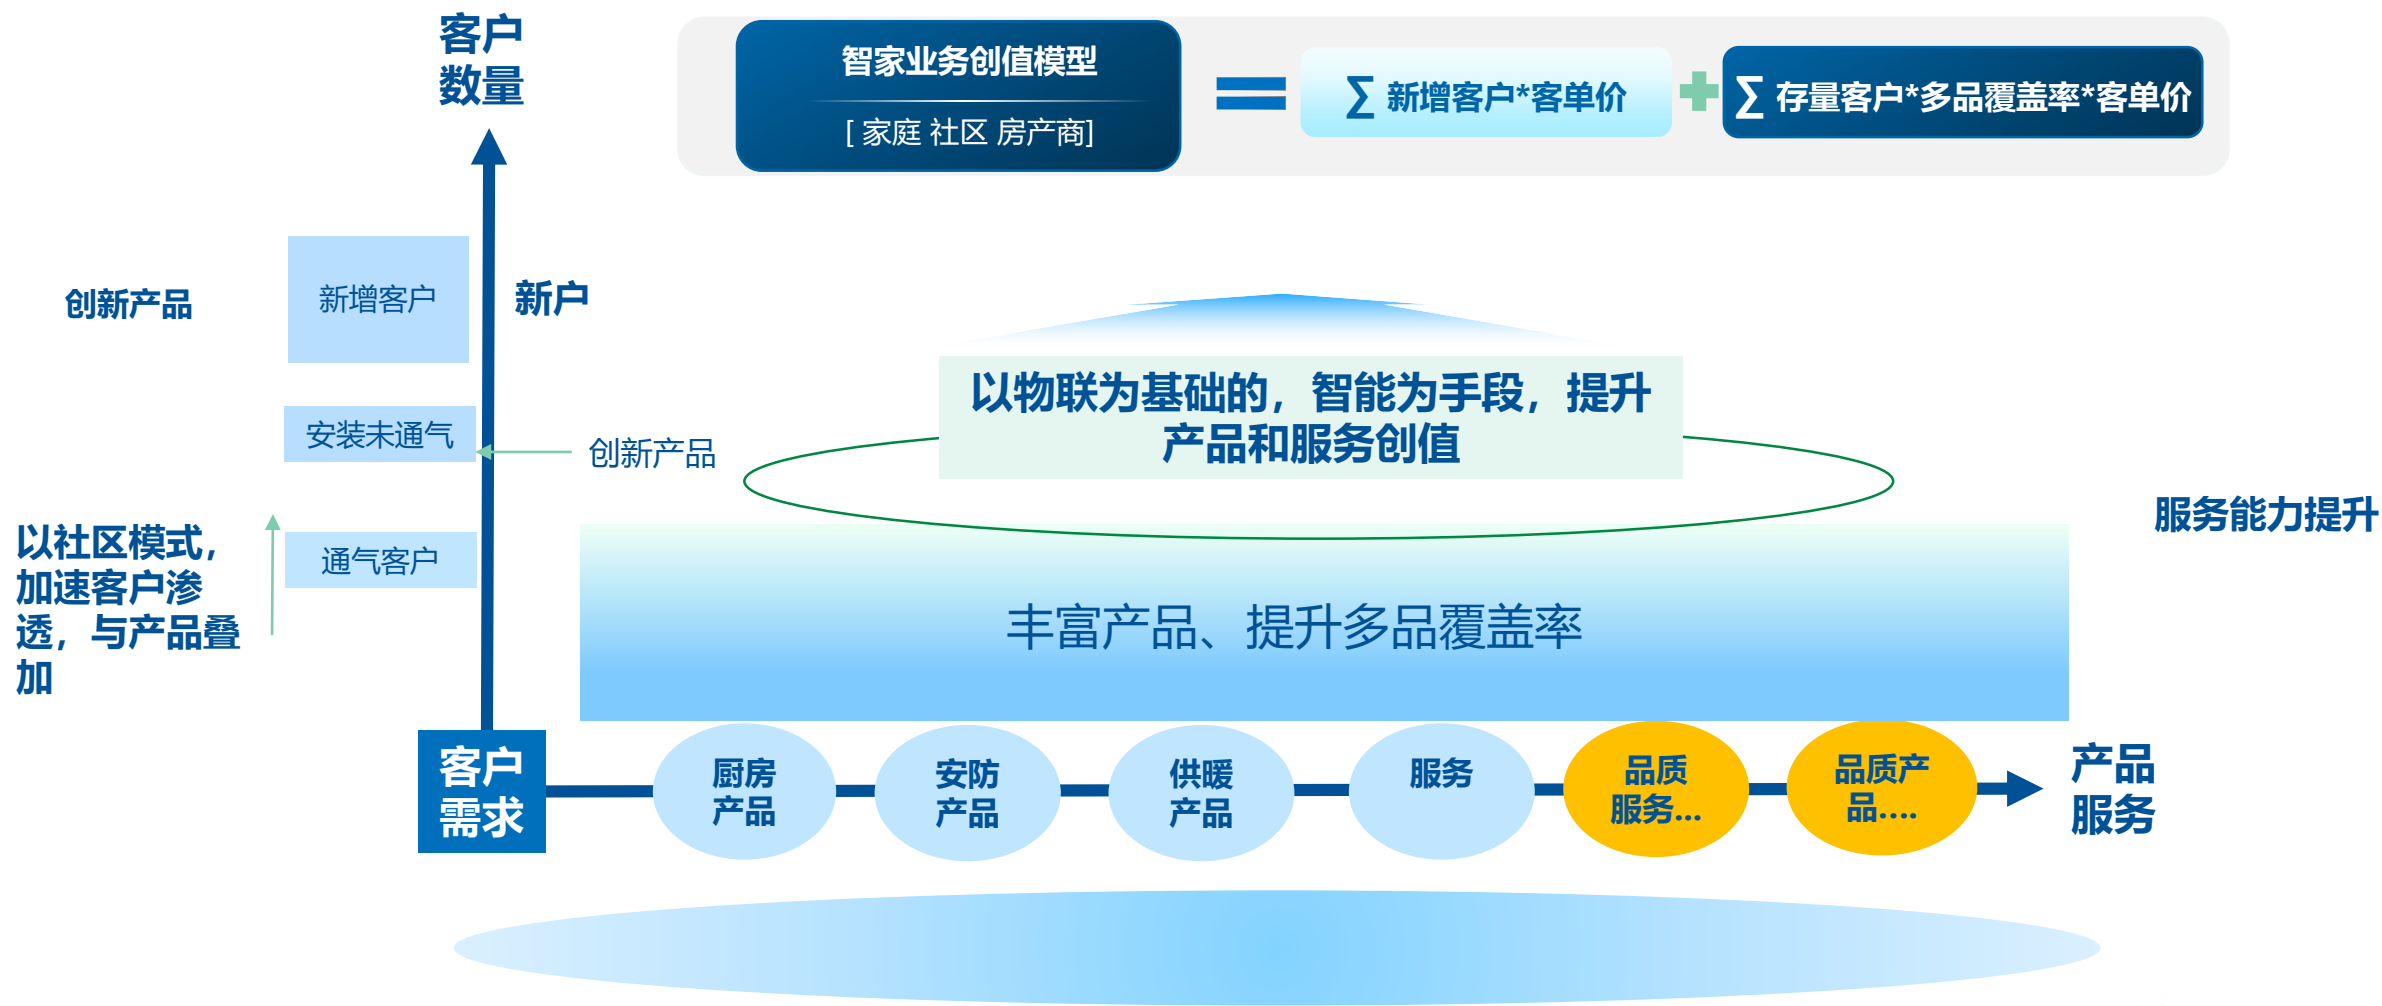 客户
数量
智家业务创值模型
[ 家庭 社区 房产商]
=
∑ 新增客户*客单价
+
∑ 存量客户*多品覆盖率*客单价
创新产品
新增客户
新户
安装未通气
创新产品
以物联为基础的，智能为手段，提升
产品和服务创值
服务能力提升
以社区模式，
加速客户渗
透，与产品叠
加
通气客户
丰富产品、提升多品覆盖率
客户
需求
厨房
产品
安防
产品
供暖
产品
服务
品质
服务...
品质产
品....
产品
服务